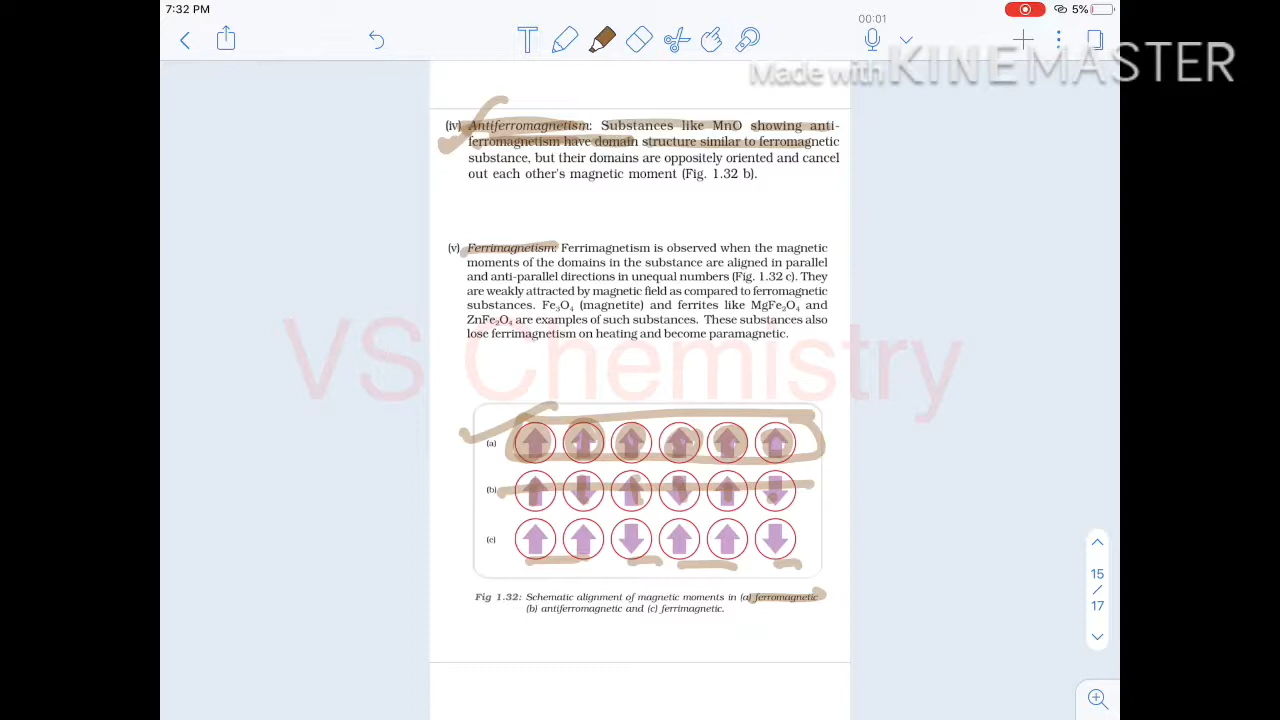 7:32 PM
5%
00:01
Made with KINEMASTER
(iv) Antiferromagnetism: Substances like MnO showing anti-
ferromagnetism have domain structure similar to ferromagnetic
substance, but their domains are oppositely oriented and cancel
out each other's magnetic moment (Fig. 1.32 b).
(v) Ferrimagnetism: Ferrimagnetism is observed when the magnetic
moments of the domains in the substance are aligned in parallel
and anti-parallel directions in unequal numbers (Fig. 1.32 c). They
are weakly attracted by magnetic field as compared to ferromagnetic
substances. Fe₃O₄ (magnetite) and ferrites like MgFe₂O₄ and
ZnFe₂O₄ are examples of such substances. These substances also
lose ferrimagnetism on heating and become paramagnetic.
VS Chemistry
(a)
(b)
(c)
Fig 1.32: Schematic alignment of magnetic moments in (a) ferromagnetic
(b) antiferromagnetic and (c) ferrimagnetic.
15
/
17